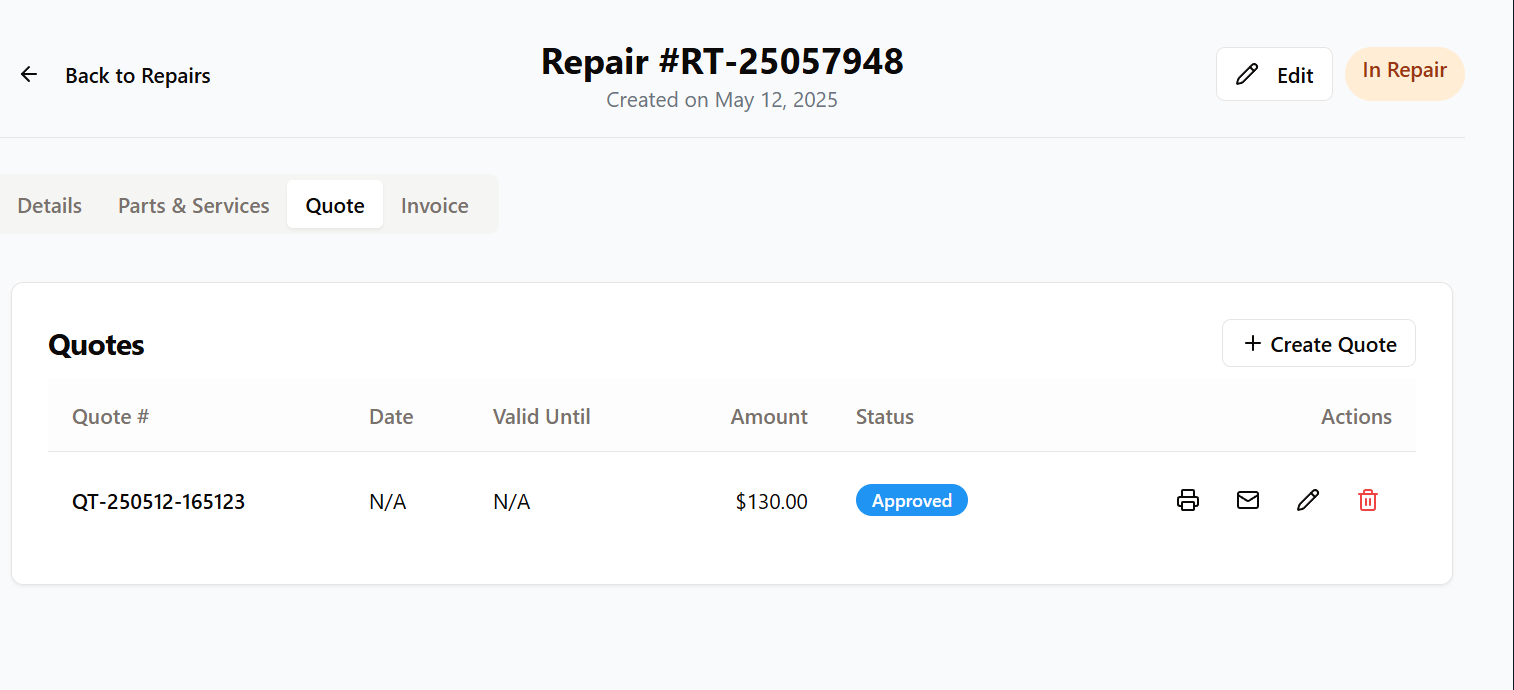 Back to Repairs
Repair #RT-25057948
Created on May 12, 2025
Edit
In Repair
Details Parts & Services Quote Invoice
Quotes
Create Quote
Quote # Date Valid Until Amount Status Actions
QT-250512-165123 N/A N/A $130.00 Approved